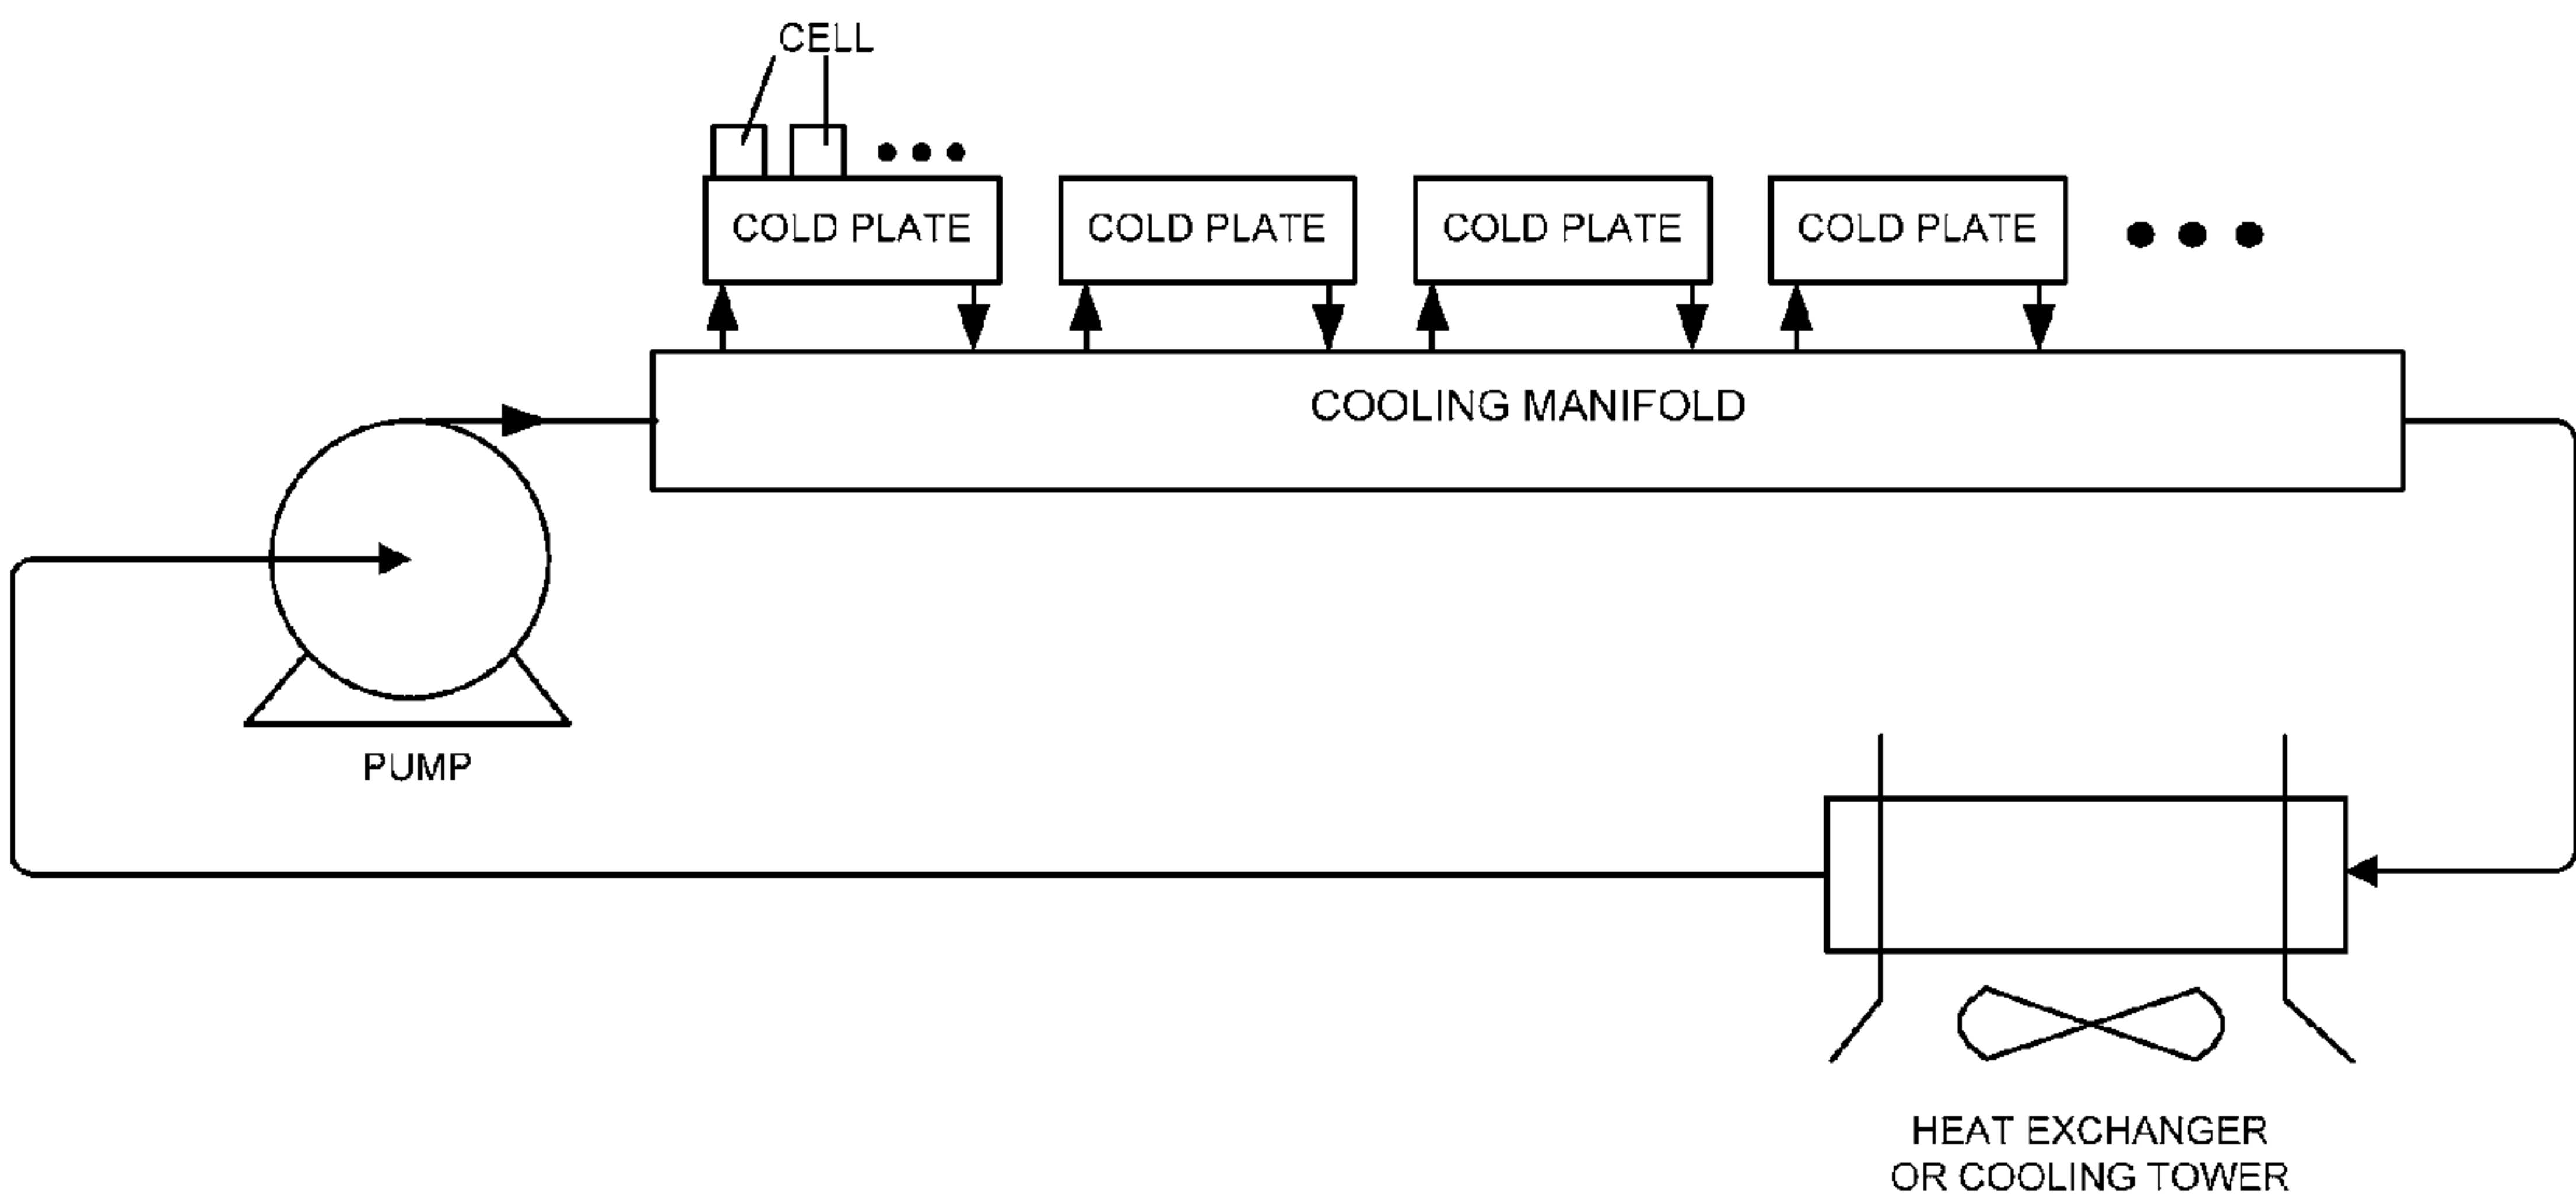 CELL
COLD PLATE
COLD PLATE
COLD PLATE
COLD PLATE
COOLING MANIFOLD
PUMP
HEAT EXCHANGER
OR COOLING TOWER